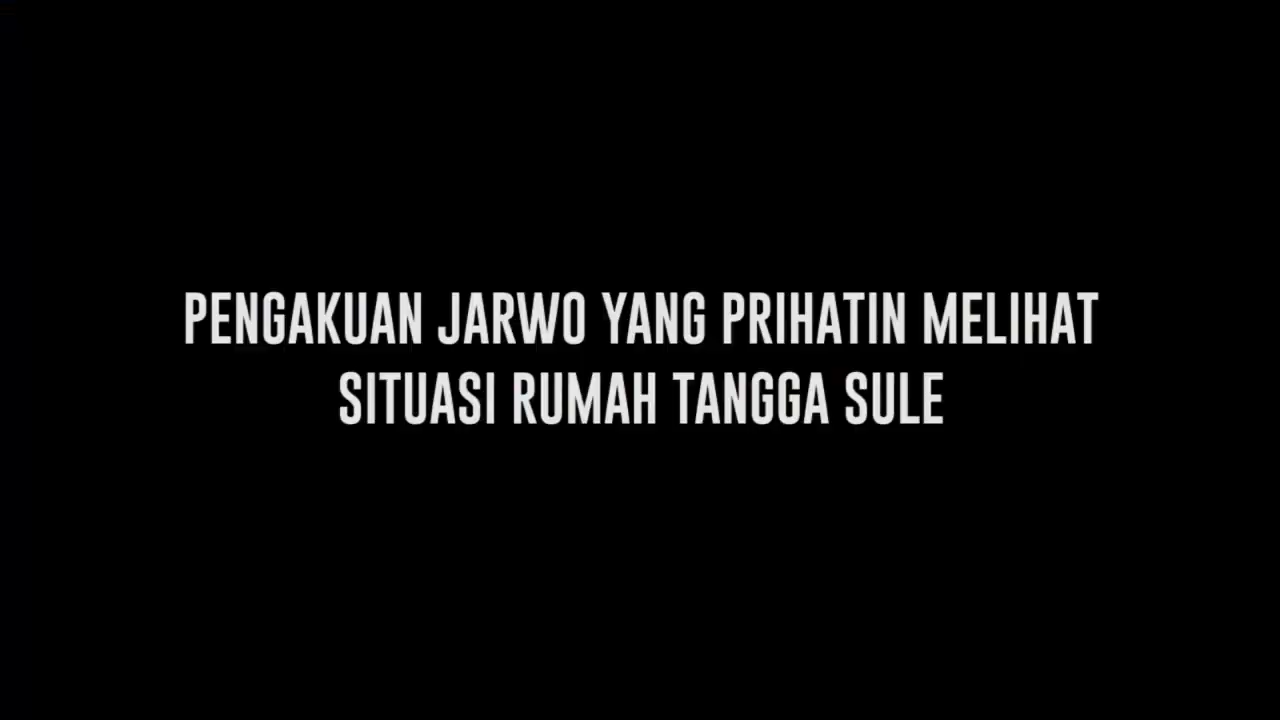 PENGAKUAN JARWO YANG PRIHATIN MELIHAT
SITUASI RUMAH TANGGA SULE